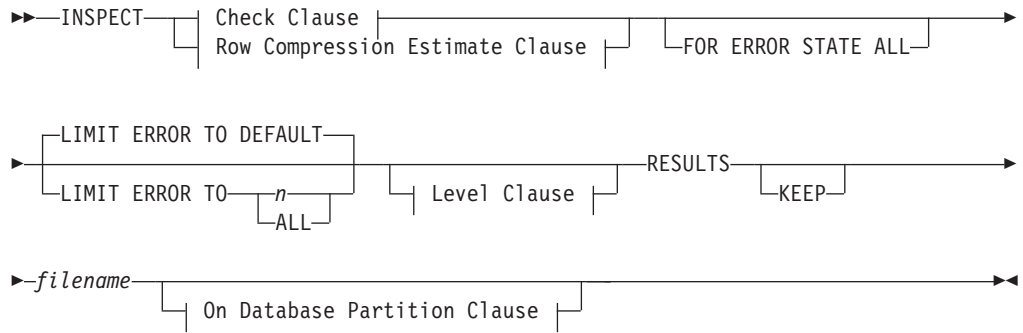 INSPECT Check Clause
Row Compression Estimate Clause FOR ERROR STATE ALL
LIMIT ERROR TO DEFAULT
LIMIT ERROR TO n
ALL
Level Clause
RESULTS
KEEP
filename
On Database Partition Clause